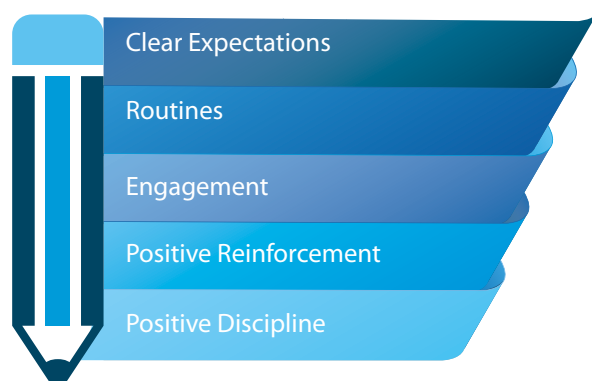 Clear Expectations
Routines
Engagement
Positive Reinforcement
Positive Discipline